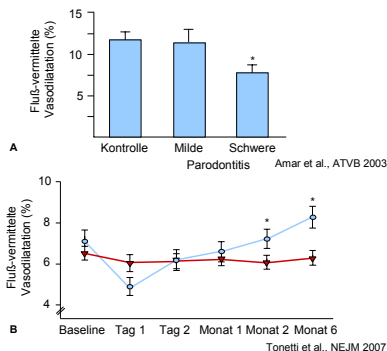 Fluß-vermittelte
Vasodilatation (%)
15
10
5
*
Kontrolle Milde Schwere
Parodontitis
A
Amar et al., ATVB 2003
Fluß-vermittelte
Vasodilatation (%)
10
8
6
4
* *
B
Baseline Tag 1 Tag 2 Monat 1 Monat 2 Monat 6
Tonetti et al., NEJM 2007